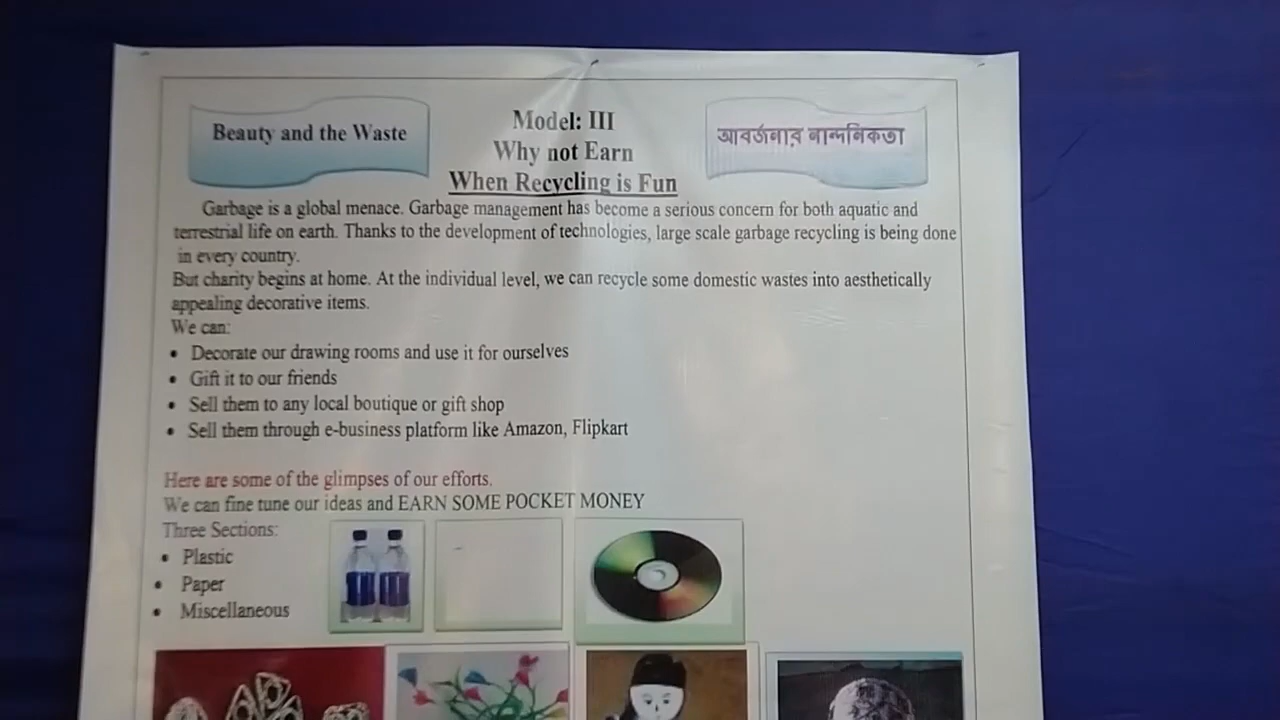 Beauty and the Waste
Model: III
Why not Earn
When Recycling is Fun
আবর্জনার নান্দনিকতা
Garbage is a global menace. Garbage management has become a serious concern for both aquatic and
terrestrial life on earth. Thanks to the development of technologies, large scale garbage recycling is being done
in every country.
But charity begins at home. At the individual level, we can recycle some domestic wastes into aesthetically
appealing decorative items.
We can:
• Decorate our drawing rooms and use it for ourselves
• Gift it to our friends
• Sell them to any local boutique or gift shop
• Sell them through e-business platform like Amazon, Flipkart
Here are some of the glimpses of our efforts.
We can fine tune our ideas and EARN SOME POCKET MONEY
Three Sections:
• Plastic
• Paper
• Miscellaneous